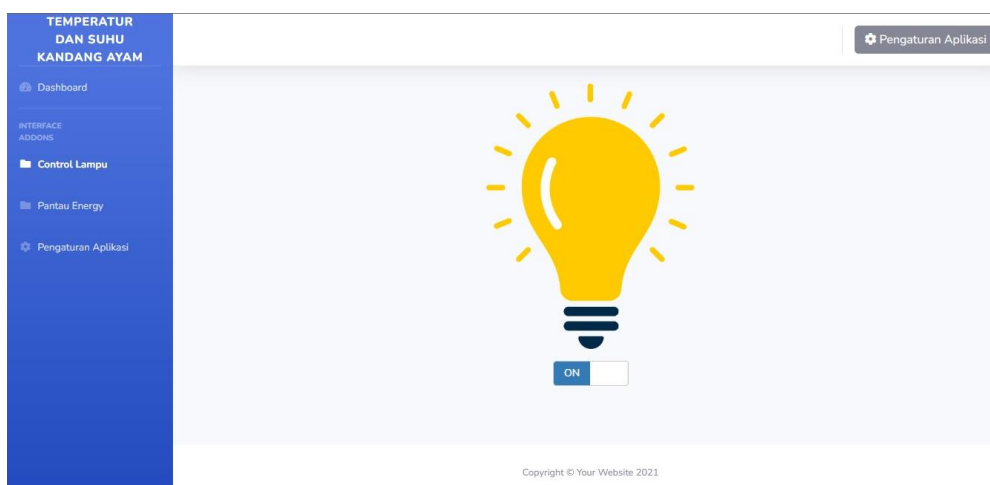 TEMPERATUR
DAN SUHU
KANDANG AYAM
Pengaturan Aplikasi
Dashboard
INTERFACE
ADDONS
Control Lampu
Pantau Energy
Pengaturan Aplikasi
ON
Copyright © Your Website 2021